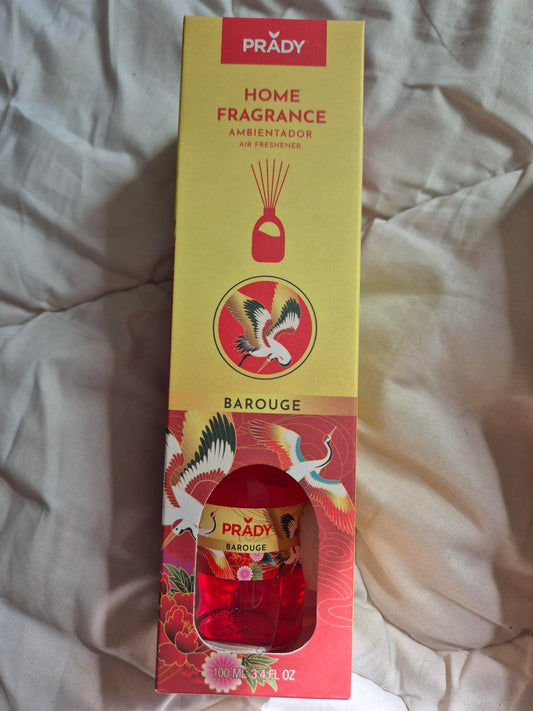 PRADY
HOME
FRAGRANCE
AMBIENTADOR
AIR FRESHENER
BAROUGE
PRADY
BAROUGE
100 ML 3.4 FL OZ